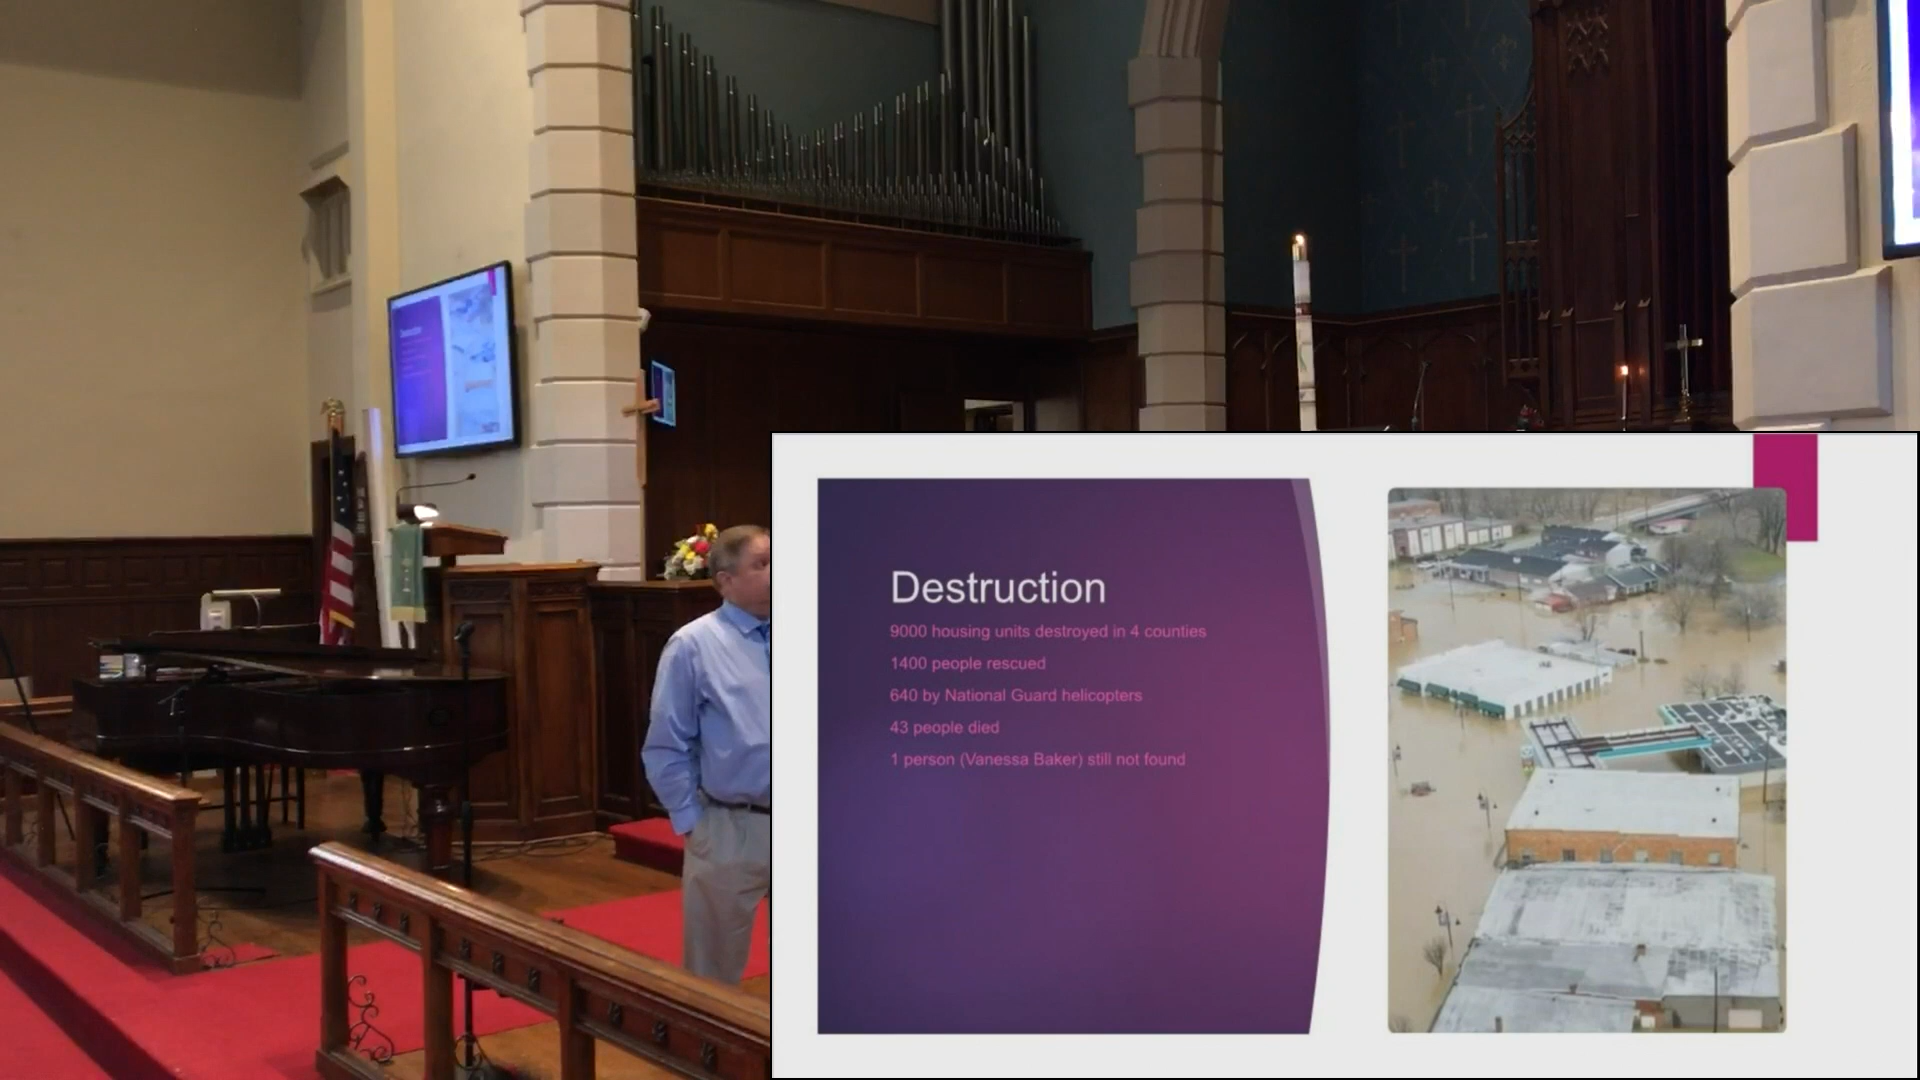 Destruction
9000 housing units destroyed in 4 counties
1400 people rescued
640 by National Guard helicopters
43 people died
1 person (Vanessa Baker) still not found